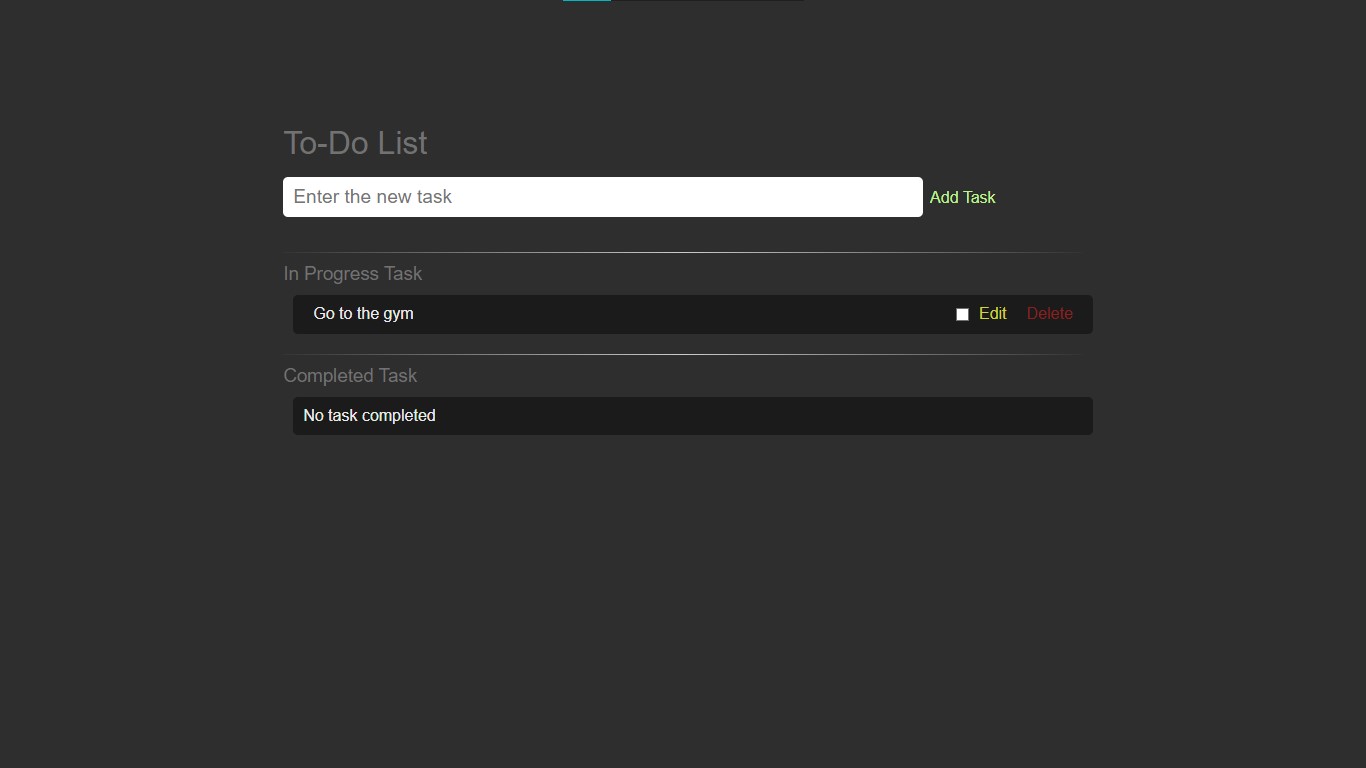 To-Do List
Enter the new task
Add Task
In Progress Task
Go to the gym
Edit
Delete
Completed Task
No task completed